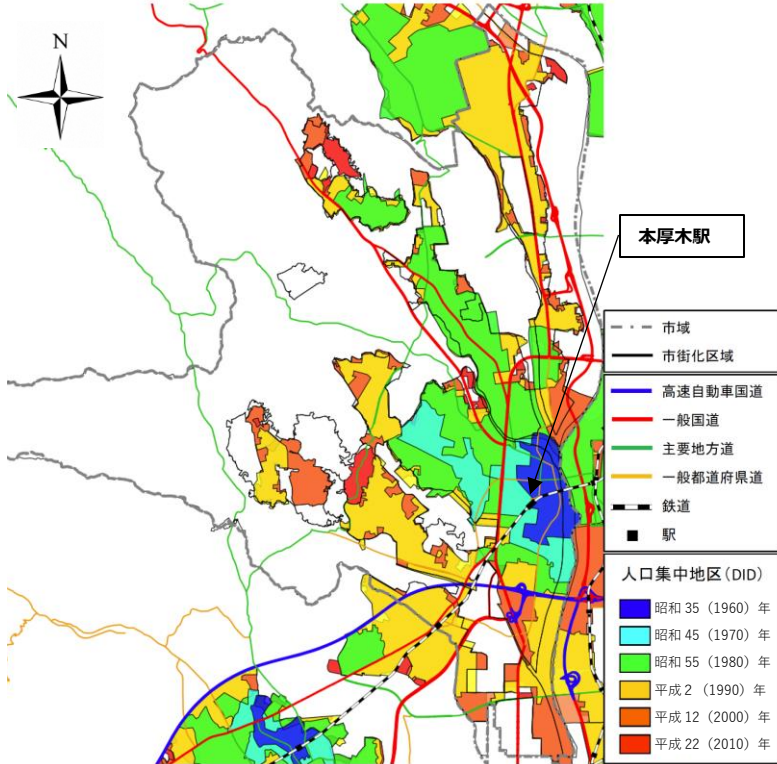 N
本厚木駅
市域
市街化区域
高速自動車国道
一般国道
主要地方道
一般都道府県道
鉄道
駅
人口集中地区(DID)
昭和 35（1960）年
昭和 45（1970）年
昭和 55（1980）年
平成 2 （1990）年
平成 12（2000）年
平成 22（2010）年